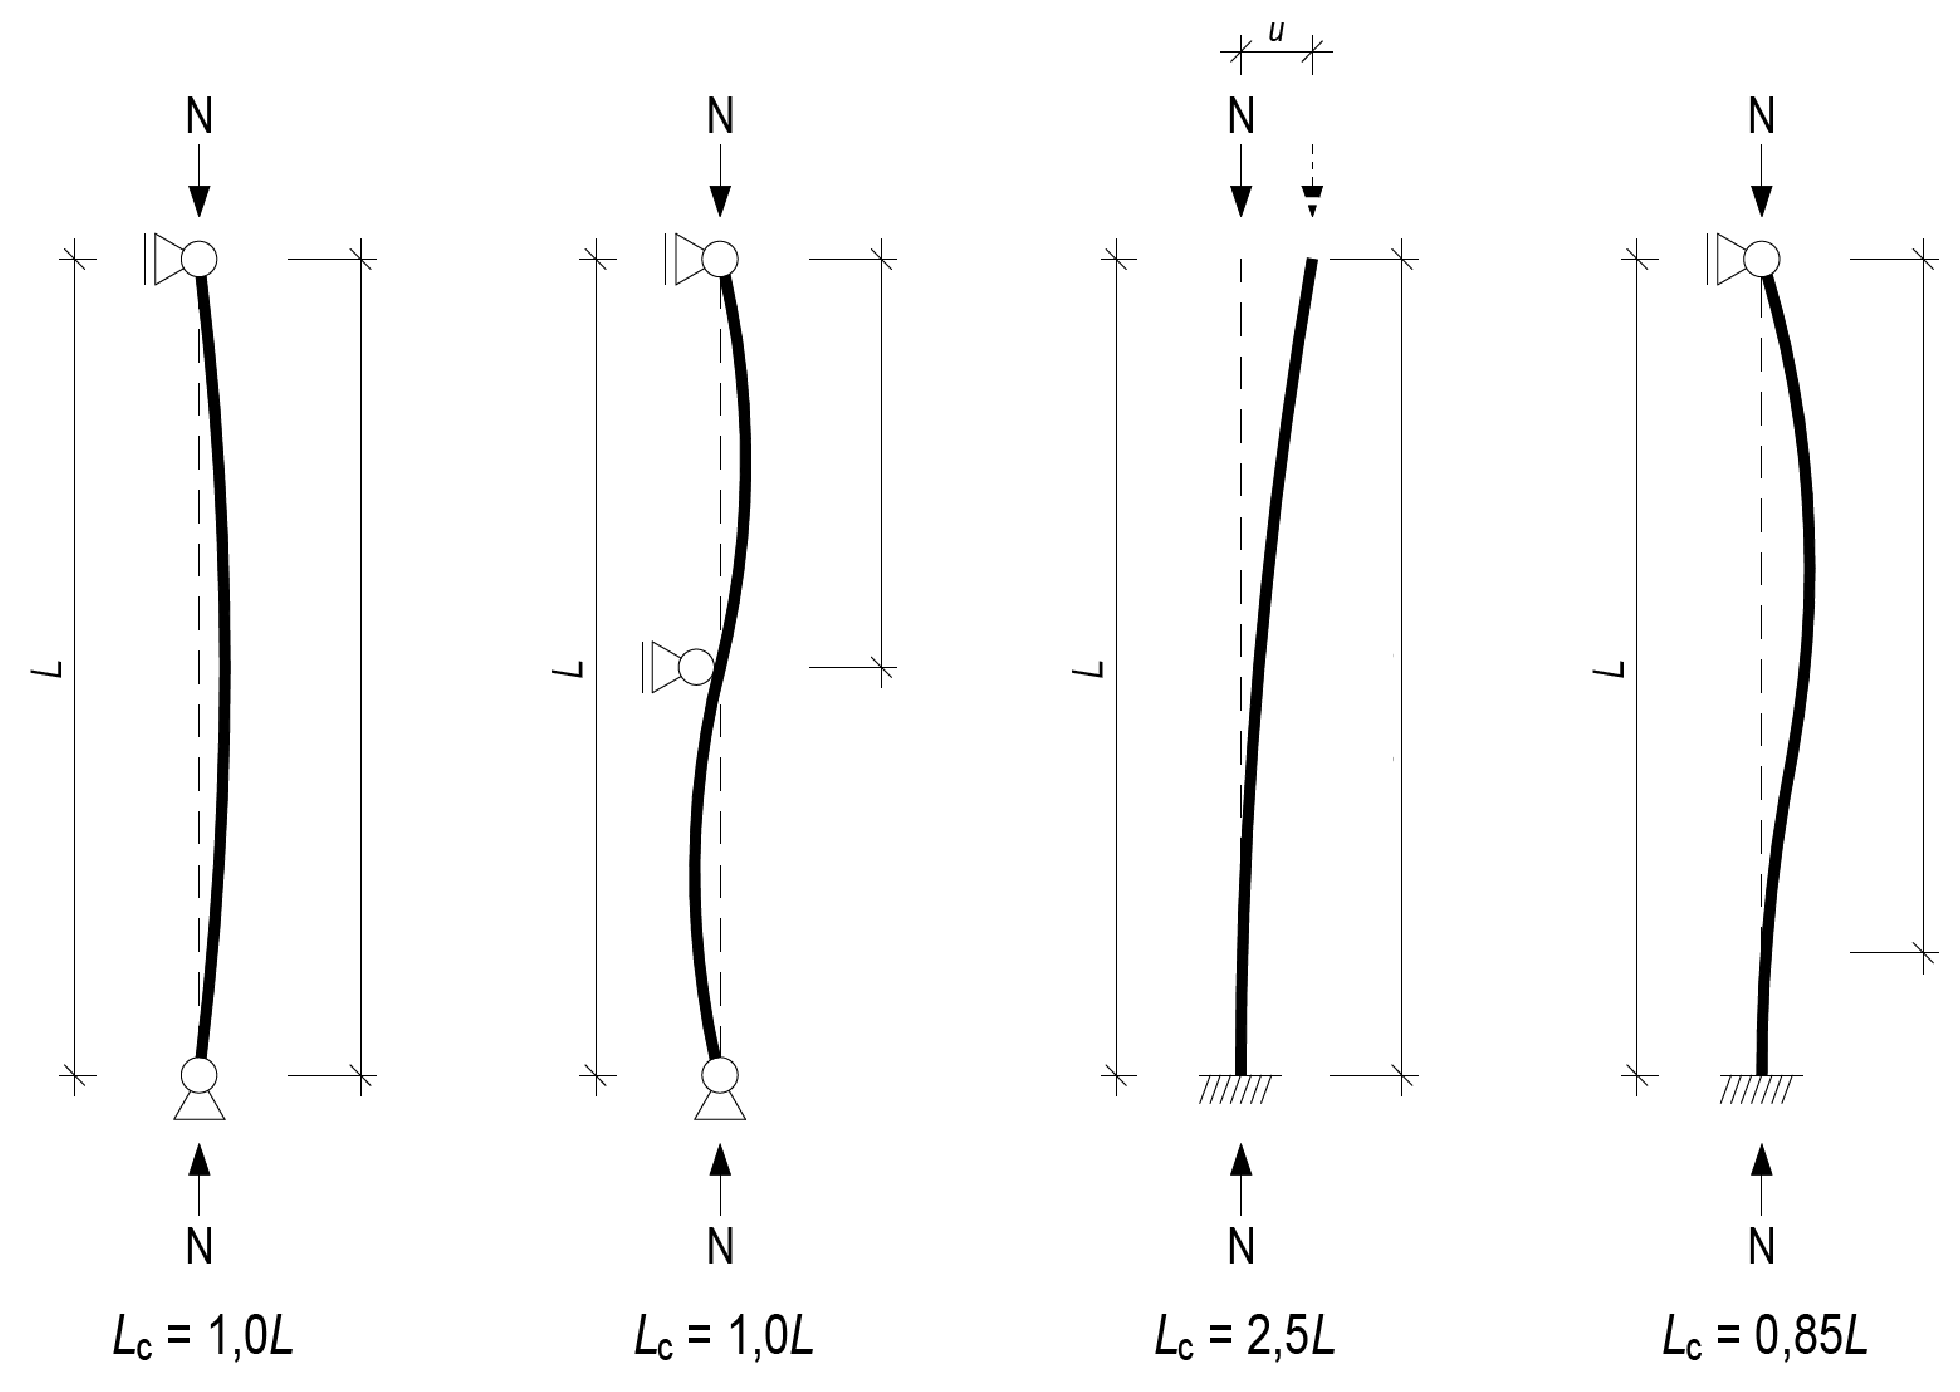 u
N N N N
L L L L
N N N N
Lc = 1,0L Lc = 1,0L Lc = 2,5L Lc = 0,85L